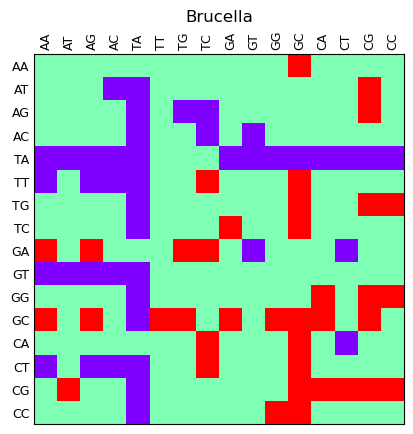 Brucella
AA AT AG AC TA TT TG TC GA GT GG GC CA CT CG CC
AA
AT
AG
AC
TA
TT
TG
TC
GA
GT
GG
GC
CA
CT
CG
CC